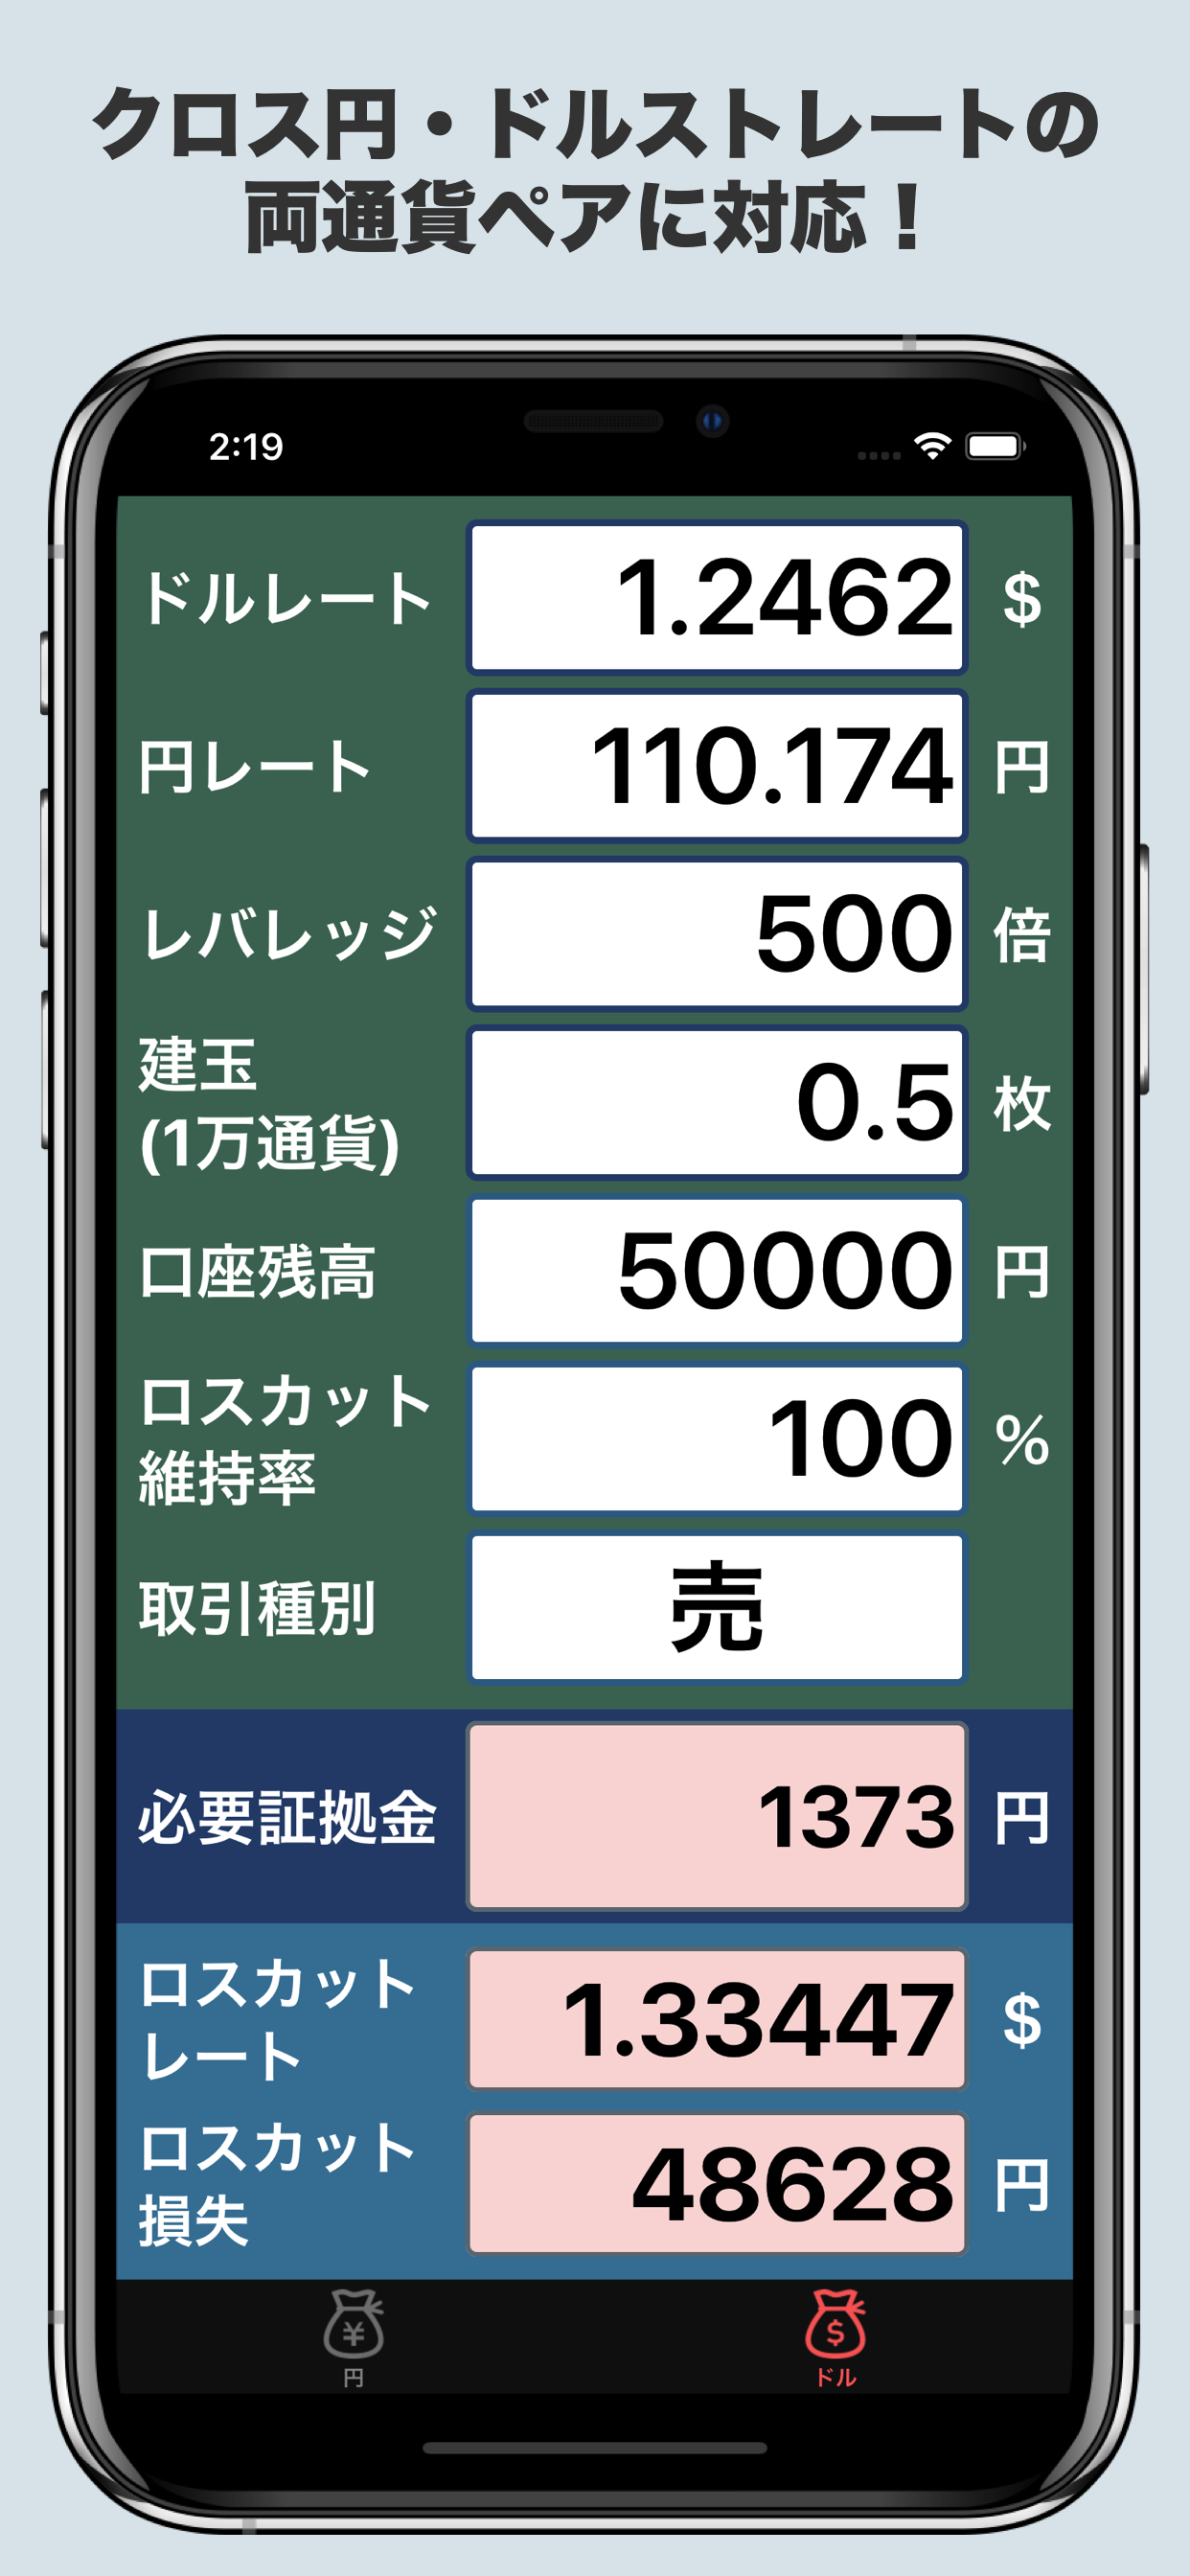 クロス円・ドルストレートの
両通貨ペアに対応！
2:19
ドルレート 1.2462 $
円レート 110.174 円
レバレッジ 500 倍
建玉
(1万通貨) 0.5 枚
口座残高 50000 円
ロスカット
維持率 100 %
取引種別 売
必要証拠金 1373 円
ロスカット
レート 1.33447 $
ロスカット
損失 48628 円
¥ $
円 ドル